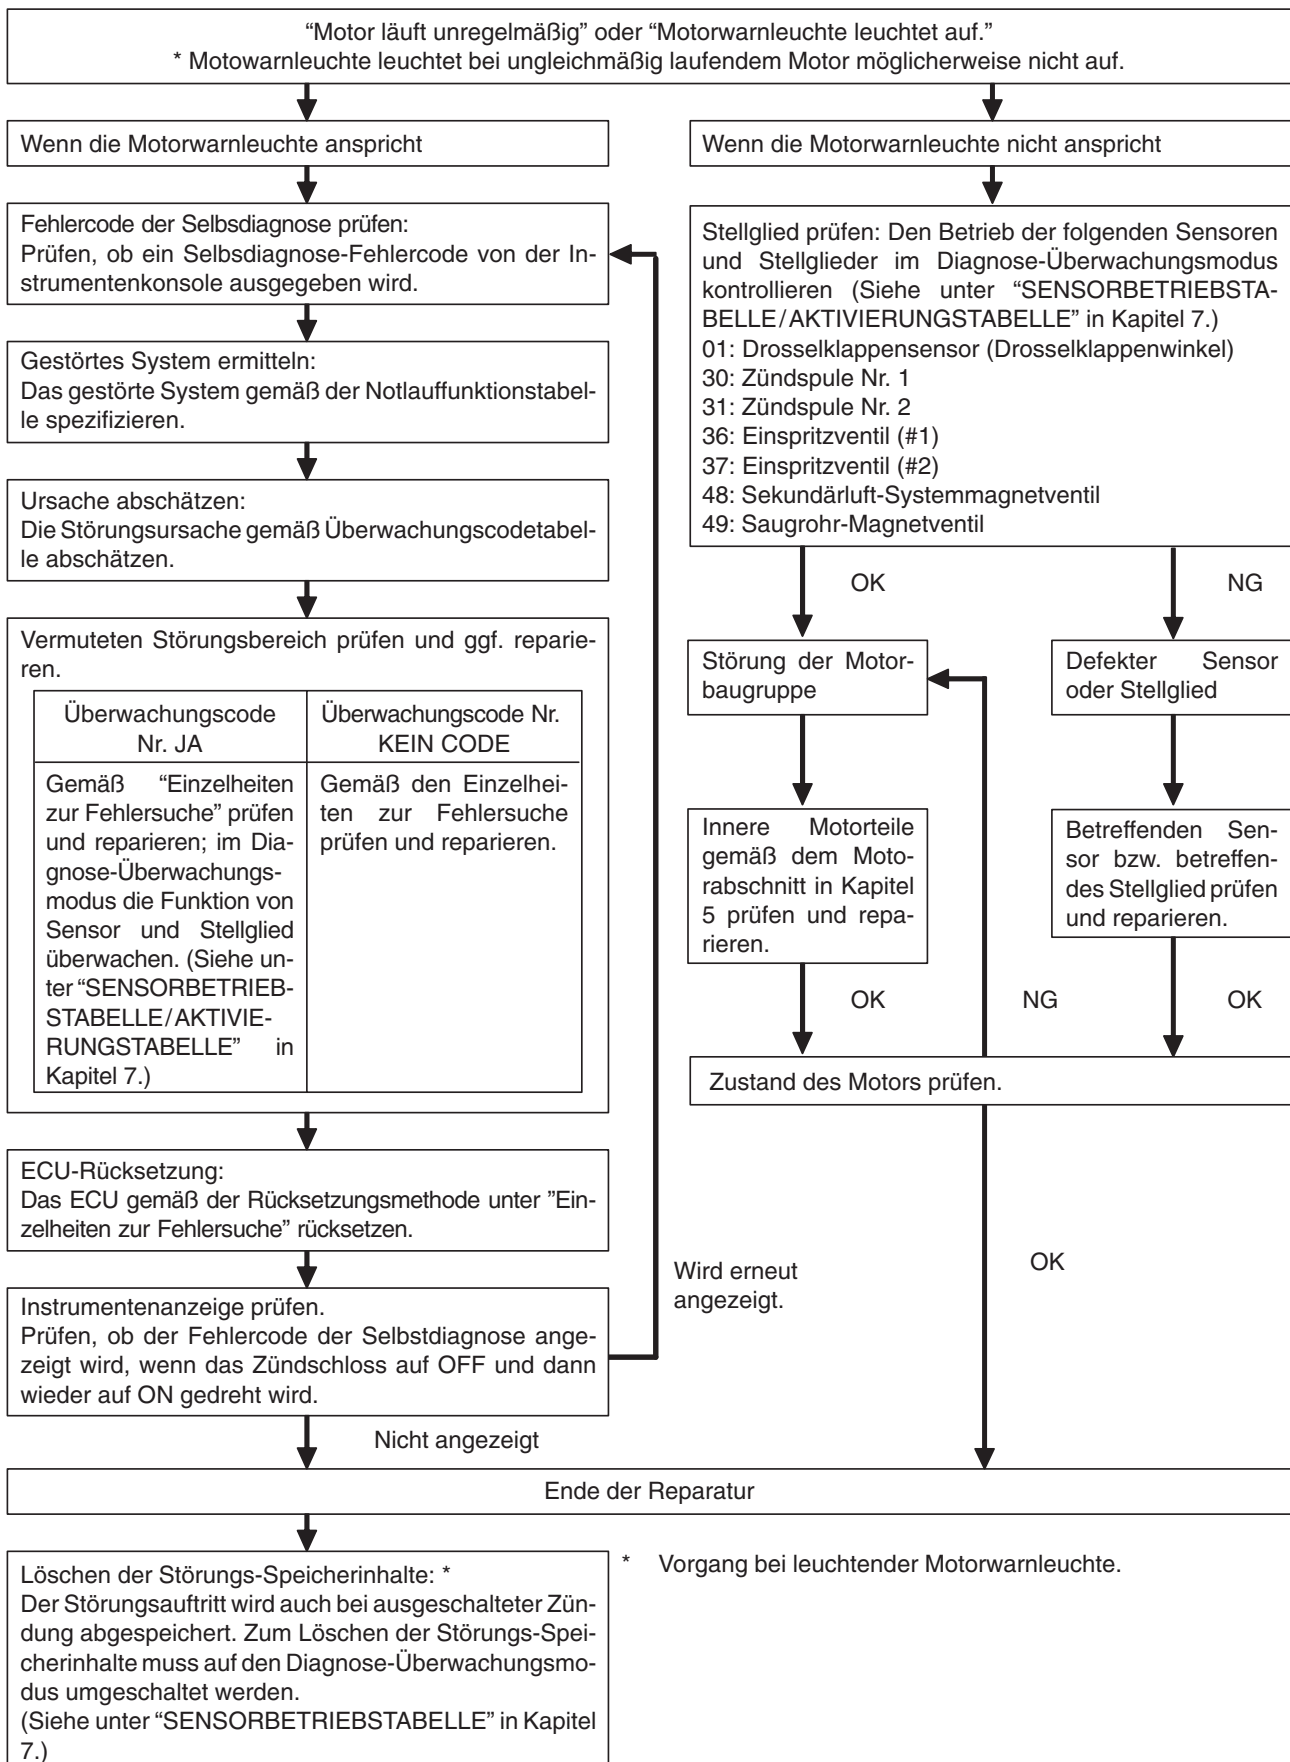 “Motor läuft unregelmäßig” oder “Motorwarnleuchte leuchtet auf.”
* Motowarnleuchte leuchtet bei ungleichmäßig laufendem Motor möglicherweise nicht auf.
Wenn die Motorwarnleuchte anspricht
Fehlercode der Selbsdiagnose prüfen:
Prüfen, ob ein Selbsdiagnose-Fehlercode von der In-
strumentenkonsole ausgegeben wird.
Gestörtes System ermitteln:
Das gestörte System gemäß der Notlauffunktionstabel-
le spezifizieren.
Ursache abschätzen:
Die Störungsursache gemäß Überwachungscodetabel-
le abschätzen.
Vermuteten Störungsbereich prüfen und ggf. reparie-
ren.
Überwachungscode
Nr. JA
Gemäß “Einzelheiten
zur Fehlersuche” prüfen
und reparieren; im Dia-
gnose-Überwachungs-
modus die Funktion von
Sensor und Stellglied
überwachen. (Siehe un-
ter “SENSORBETRIEB-
STABELLE/AKTIVIE-
RUNGSTABELLE” in
Kapitel 7.)
Überwachungscode Nr.
KEIN CODE
Gemäß den Einzelhei-
ten zur Fehlersuche
prüfen und reparieren.
ECU-Rücksetzung:
Das ECU gemäß der Rücksetzungsmethode unter ”Ein-
zelheiten zur Fehlersuche” rücksetzen.
Instrumentenanzeige prüfen.
Prüfen, ob der Fehlercode der Selbstdiagnose ange-
zeigt wird, wenn das Zündschloss auf OFF und dann
wieder auf ON gedreht wird.
Wird erneut
angezeigt.
Nicht angezeigt
Wenn die Motorwarnleuchte nicht anspricht
Stellglied prüfen: Den Betrieb der folgenden Sensoren
und Stellglieder im Diagnose-Überwachungsmodus
kontrollieren (Siehe unter “SENSORBETRIEBSTA-
BELLE/AKTIVIERUNGSTABELLE” in Kapitel 7.)
01: Drosselklappensensor (Drosselklappenwinkel)
30: Zündspule Nr. 1
31: Zündspule Nr. 2
36: Einspritzventil (#1)
37: Einspritzventil (#2)
48: Sekundärluft-Systemmagnetventil
49: Saugrohr-Magnetventil
OK
NG
Störung der Motor-
baugruppe
Defekter Sensor
oder Stellglied
Innere Motorteile
gemäß dem Moto-
rabschnitt in Kapitel
5 prüfen und repa-
rieren.
Betreffenden Sen-
sor bzw. betreffen-
des Stellglied prüfen
und reparieren.
OK
NG
OK
Zustand des Motors prüfen.
OK
Ende der Reparatur
Löschen der Störungs-Speicherinhalte: *
Der Störungsauftritt wird auch bei ausgeschalteter Zün-
dung abgespeichert. Zum Löschen der Störungs-Spei-
cherinhalte muss auf den Diagnose-Überwachungsmo-
dus umgeschaltet werden.
(Siehe unter “SENSORBETRIEBSTABELLE” in Kapitel
7.)
* Vorgang bei leuchtender Motorwarnleuchte.